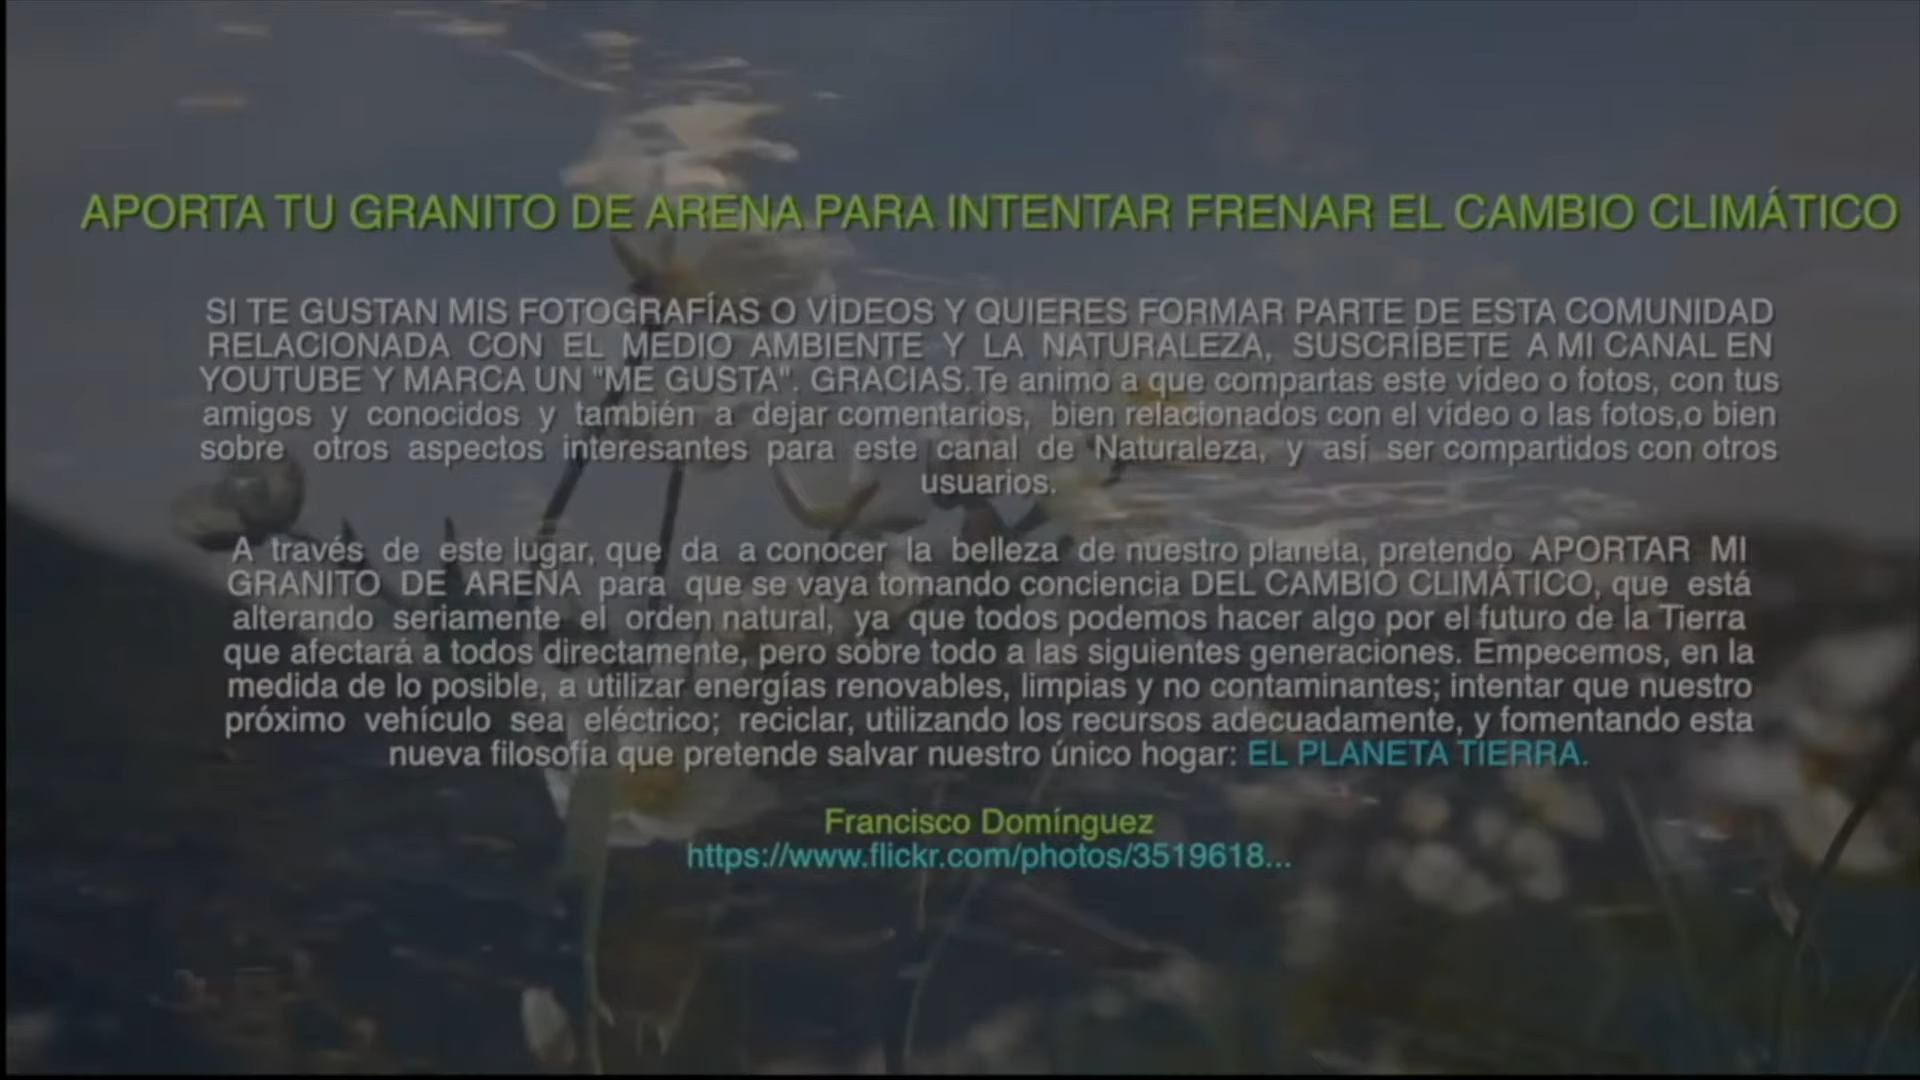 APORTA TU GRANITO DE ARENA PARA INTENTAR FRENAR EL CAMBIO CLIMÁTICO
SI TE GUSTAN MIS FOTOGRAFÍAS O VÍDEOS Y QUIERES FORMAR PARTE DE ESTA COMUNIDAD
RELACIONADA CON EL MEDIO AMBIENTE Y LA NATURALEZA, SUSCRÍBETE A MI CANAL EN
YOUTUBE Y MARCA UN "ME GUSTA". GRACIAS.Te animo a que compartas este vídeo o fotos, con tus
amigos y conocidos y también a dejar comentarios, bien relacionados con el vídeo o las fotos,o bien
sobre otros aspectos interesantes para este canal de Naturaleza, y así ser compartidos con otros
usuarios.
A través de este lugar, que da a conocer la belleza de nuestro planeta, pretendo APORTAR MI
GRANITO DE ARENA para que se vaya tomando conciencia DEL CAMBIO CLIMÁTICO, que está
alterando seriamente el orden natural, ya que todos podemos hacer algo por el futuro de la Tierra
que afectará a todos directamente, pero sobre todo a las siguientes generaciones. Empecemos, en la
medida de lo posible, a utilizar energías renovables, limpias y no contaminantes; intentar que nuestro
próximo vehículo sea eléctrico; reciclar, utilizando los recursos adecuadamente, y fomentando esta
nueva filosofía que pretende salvar nuestro único hogar: EL PLANETA TIERRA.
Francisco Domínguez
https://www.flickr.com/photos/3519618...